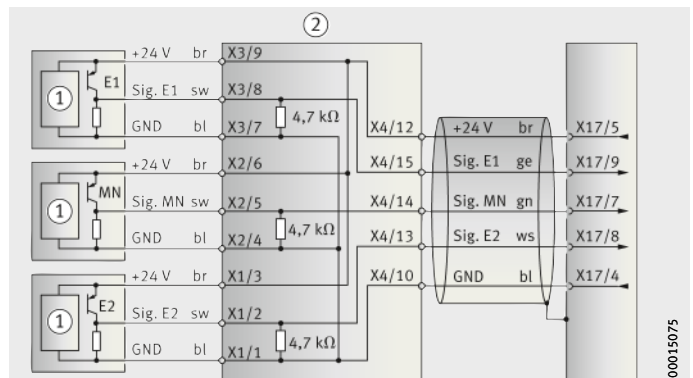 ②
+24 V br X3/9
① E1 Sig. E1 sw X3/8
4,7 kΩ
GND bl X3/7
X4/12 +24 V br X17/5
+24 V br X2/6
X4/15 Sig. E1 ge X17/9
① MN Sig. MN sw X2/5
X4/14 Sig. MN gn X17/7
4,7 kΩ
GND bl X2/4
X4/13 Sig. E2 ws X17/8
+24 V br X1/3
X4/10 GND bl X17/4
① E2 Sig. E2 sw X1/2
4,7 kΩ
GND bl X1/1
00015075